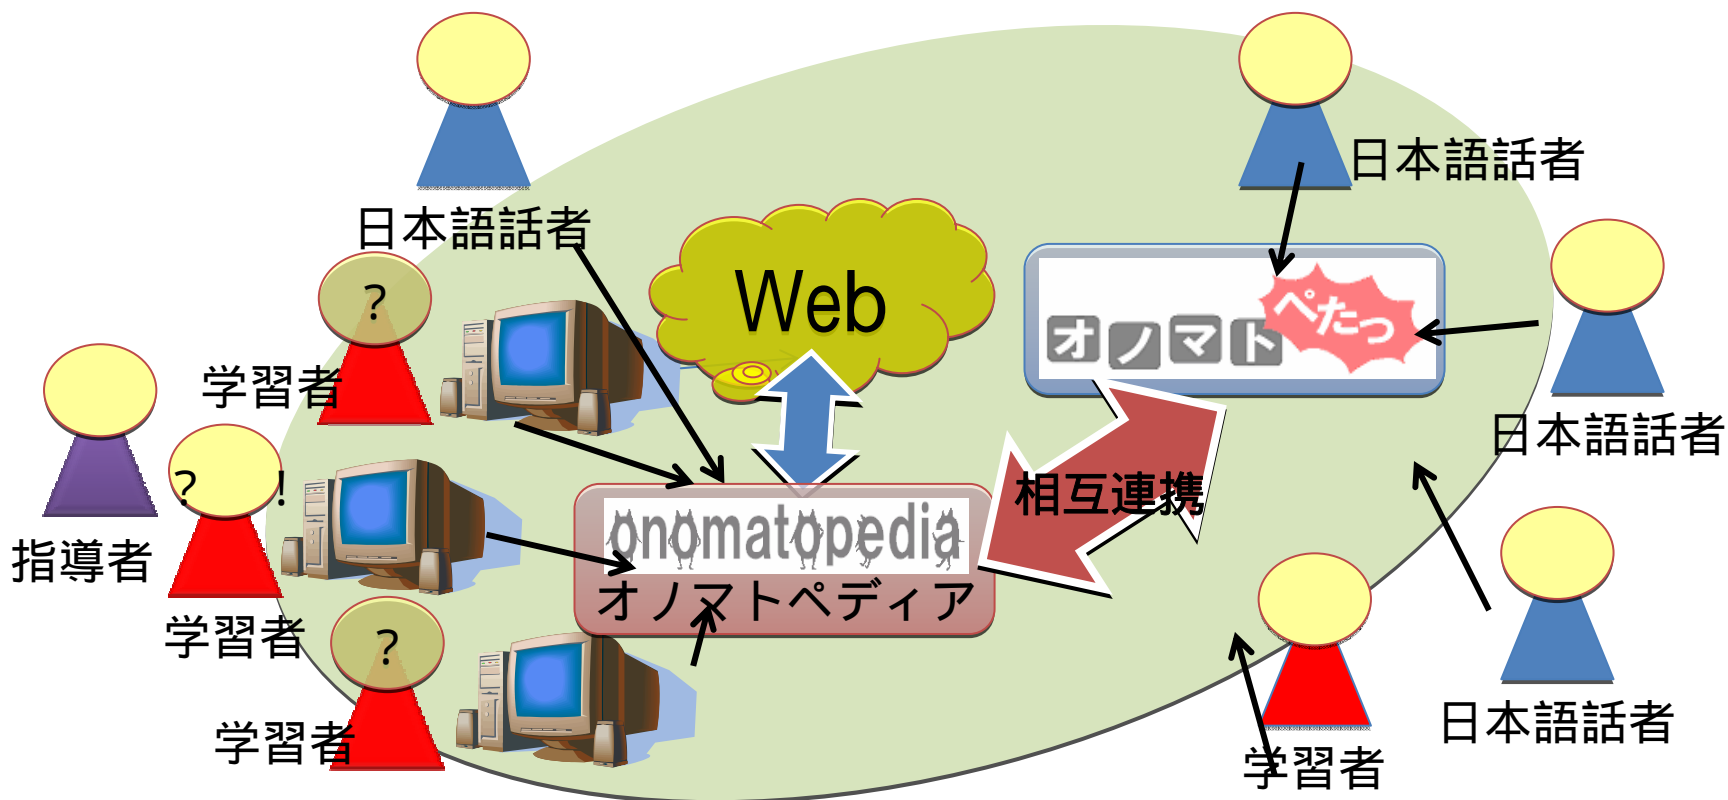 日本語話者
日本語話者
?
Web
オノマト
ぺたっ
学習者
日本語話者
? !
相互連携
onomatopedia
指導者
オノマトペディア
学習者
?
学習者
日本語話者
学習者